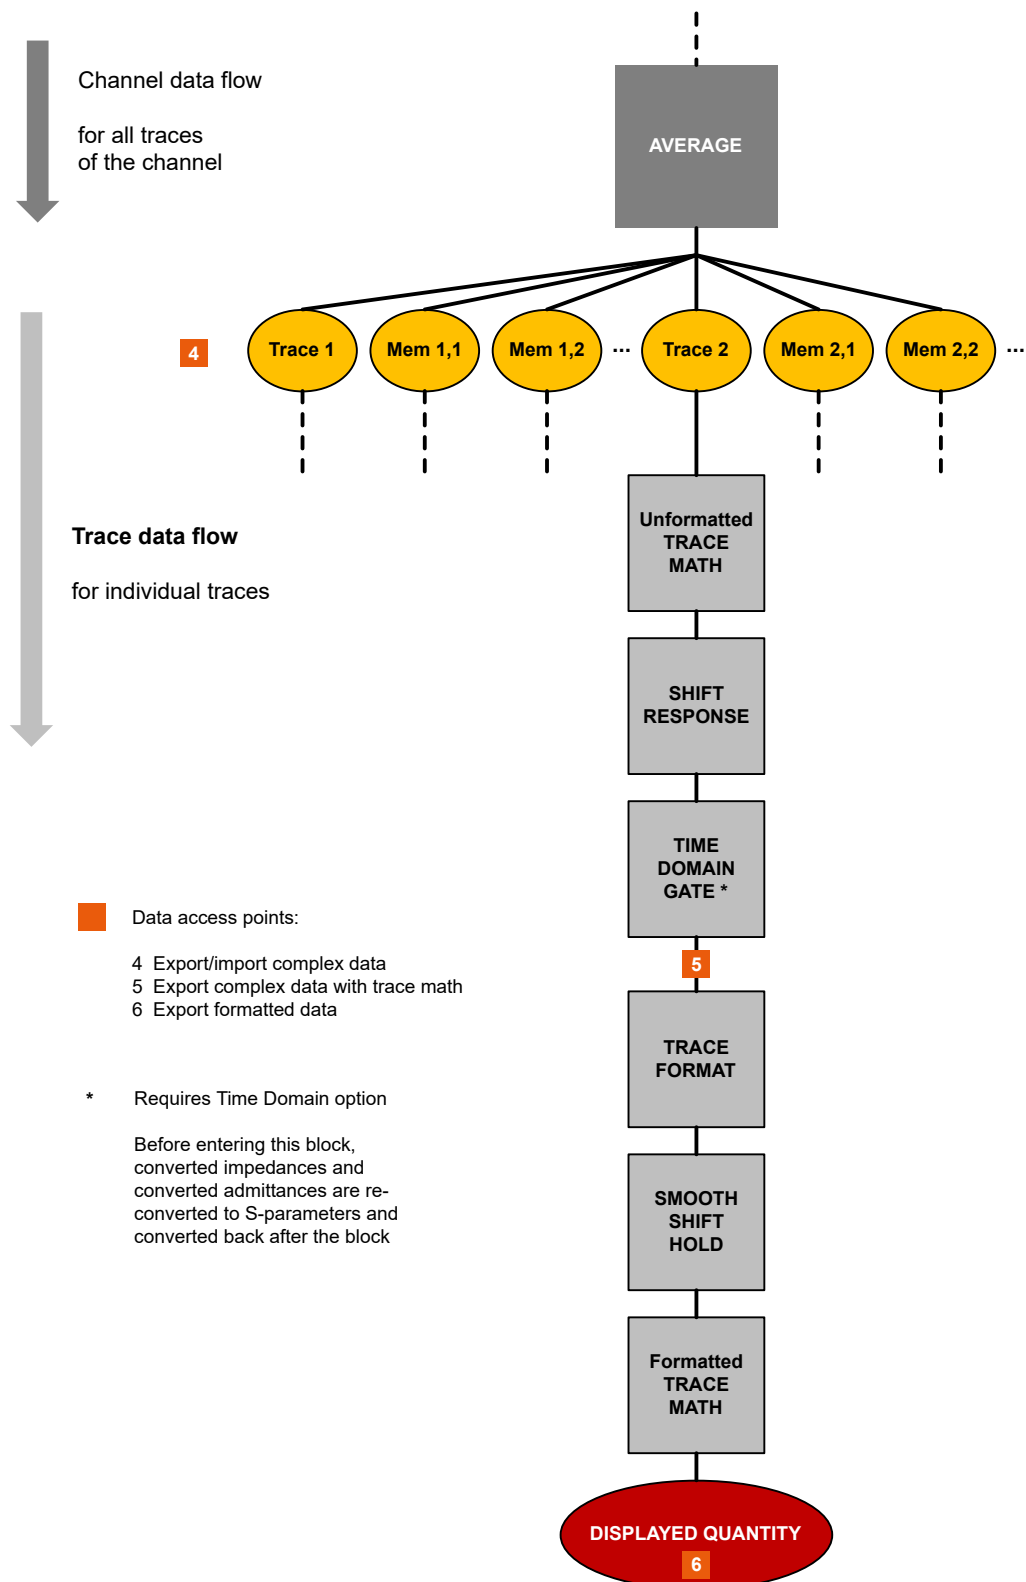 Channel data flow
for all traces
of the channel
AVERAGE
4
Trace 1
Mem 1,1
Mem 1,2
...
Trace 2
Mem 2,1
Mem 2,2
...
Trace data flow
for individual traces
Unformatted
TRACE
MATH
SHIFT
RESPONSE
TIME
DOMAIN
GATE *
5
TRACE
FORMAT
SMOOTH
SHIFT
HOLD
Formatted
TRACE
MATH
DISPLAYED QUANTITY
6
Data access points:
4 Export/import complex data
5 Export complex data with trace math
6 Export formatted data
* Requires Time Domain option
Before entering this block,
converted impedances and
converted admittances are re-
converted to S-parameters and
converted back after the block